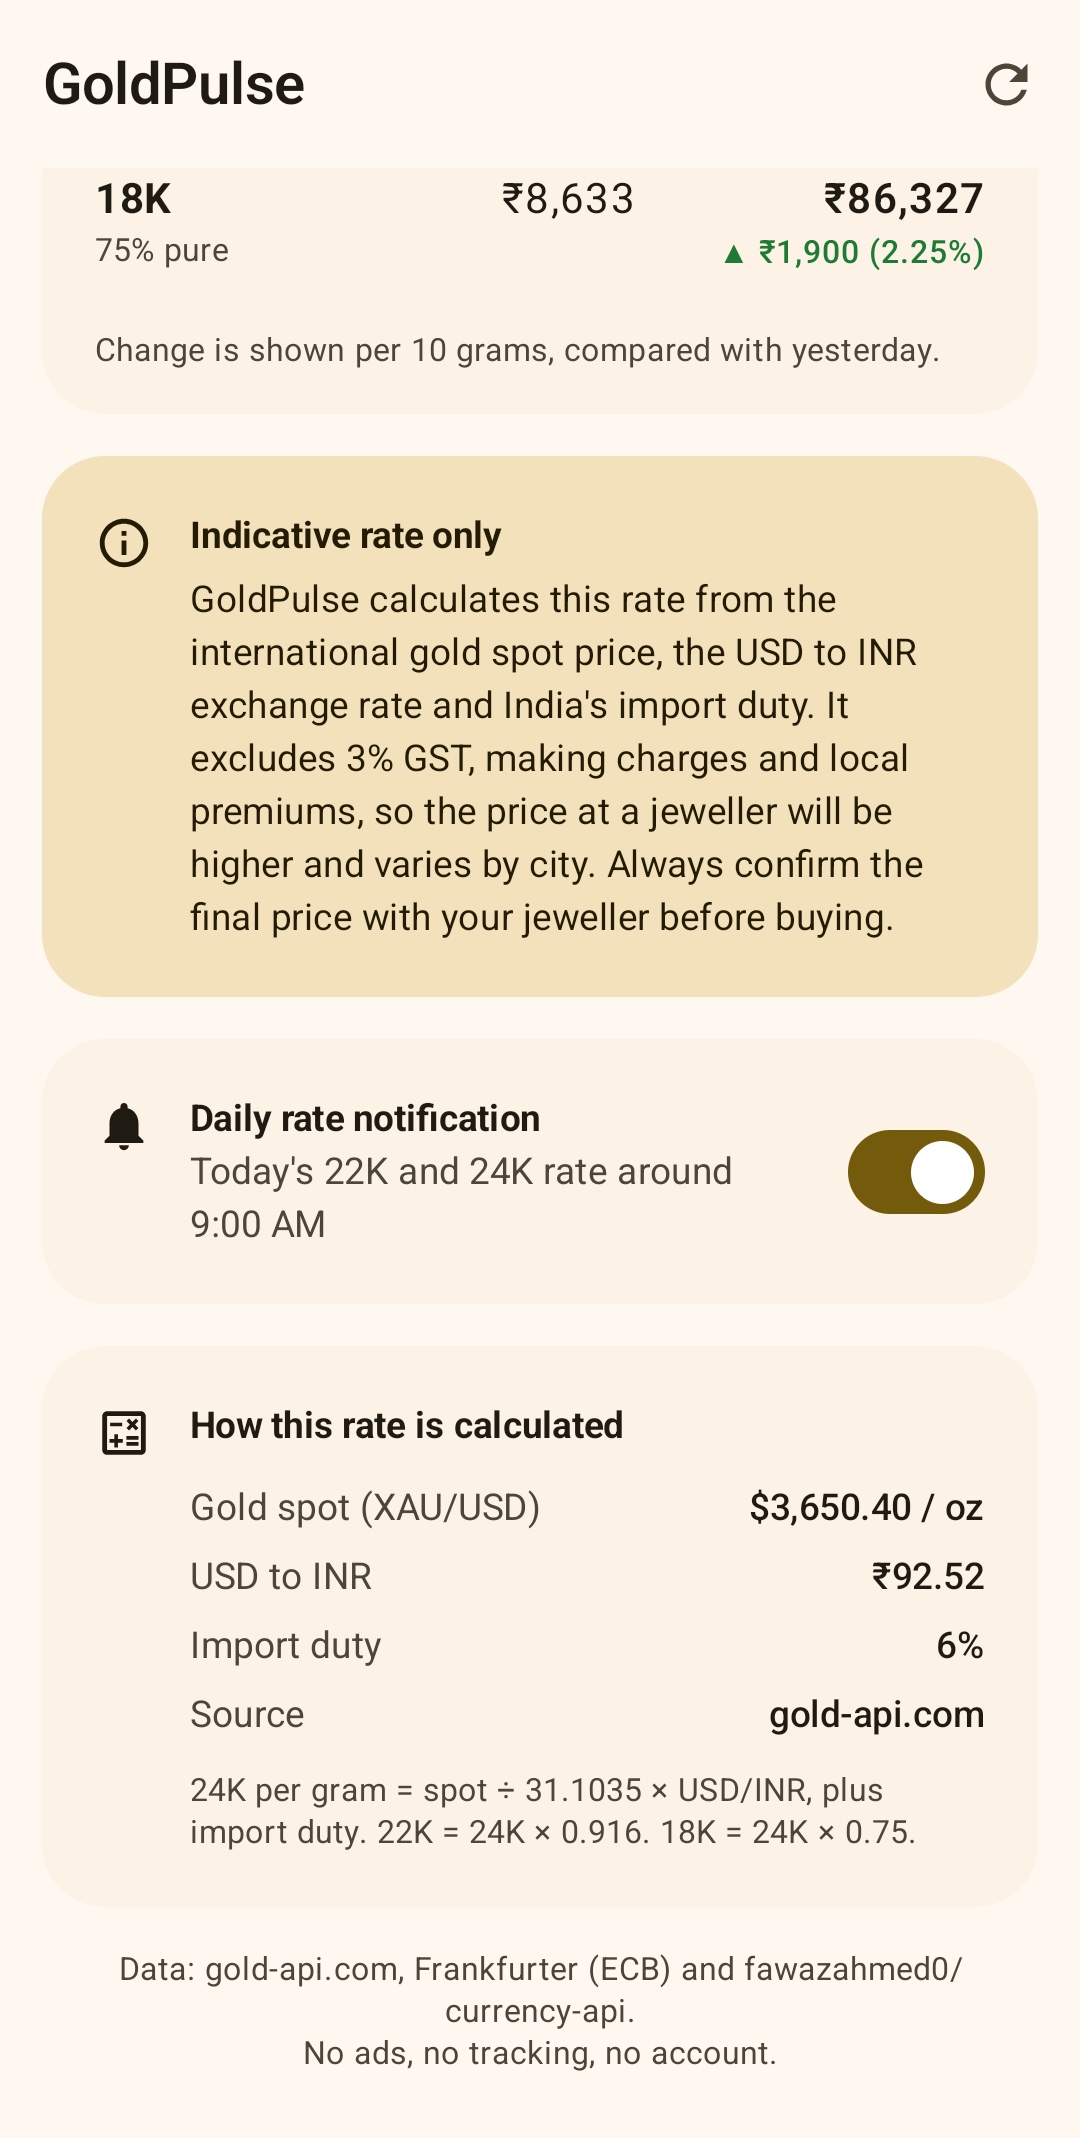 GoldPulse
18K ₹8,633 ₹86,327
75% pure ▲ ₹1,900 (2.25%)
Change is shown per 10 grams, compared with yesterday.
Indicative rate only
GoldPulse calculates this rate from the
international gold spot price, the USD to INR
exchange rate and India's import duty. It
excludes 3% GST, making charges and local
premiums, so the price at a jeweller will be
higher and varies by city. Always confirm the
final price with your jeweller before buying.
Daily rate notification
Today's 22K and 24K rate around
9:00 AM
How this rate is calculated
Gold spot (XAU/USD) $3,650.40 / oz
USD to INR ₹92.52
Import duty 6%
Source gold-api.com
24K per gram = spot ÷ 31.1035 × USD/INR, plus
import duty. 22K = 24K × 0.916. 18K = 24K × 0.75.
Data: gold-api.com, Frankfurter (ECB) and fawazahmed0/
currency-api.
No ads, no tracking, no account.